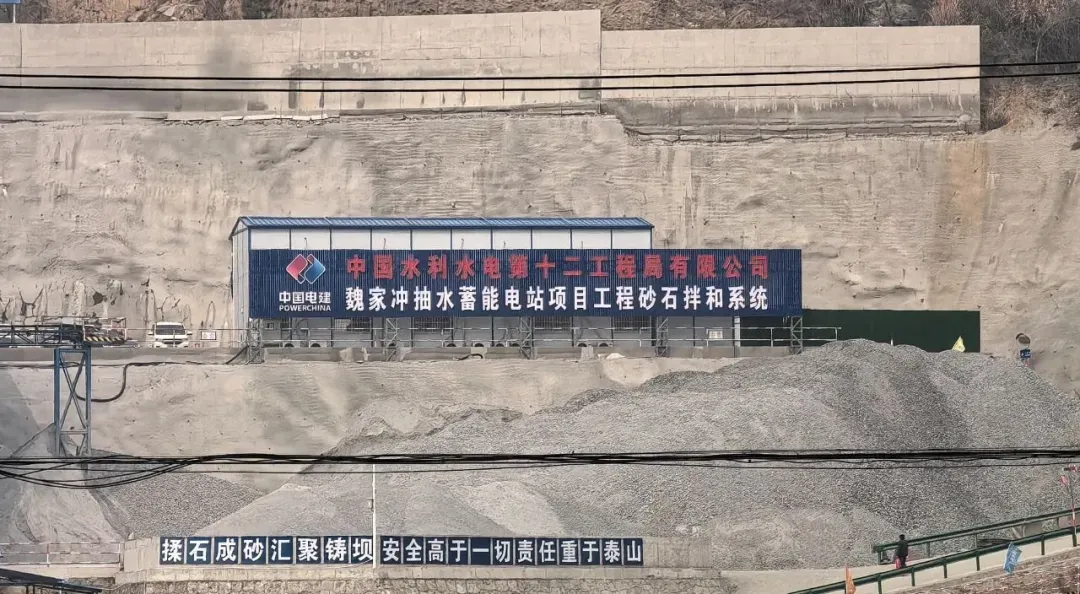 中国水利水电第十二工程局有限公司
中国电建
POWERCHINA
魏家冲抽水蓄能电站项目工程砂石拌和系统
揉石成砂汇聚铸坝 安全高于一切责任重于泰山